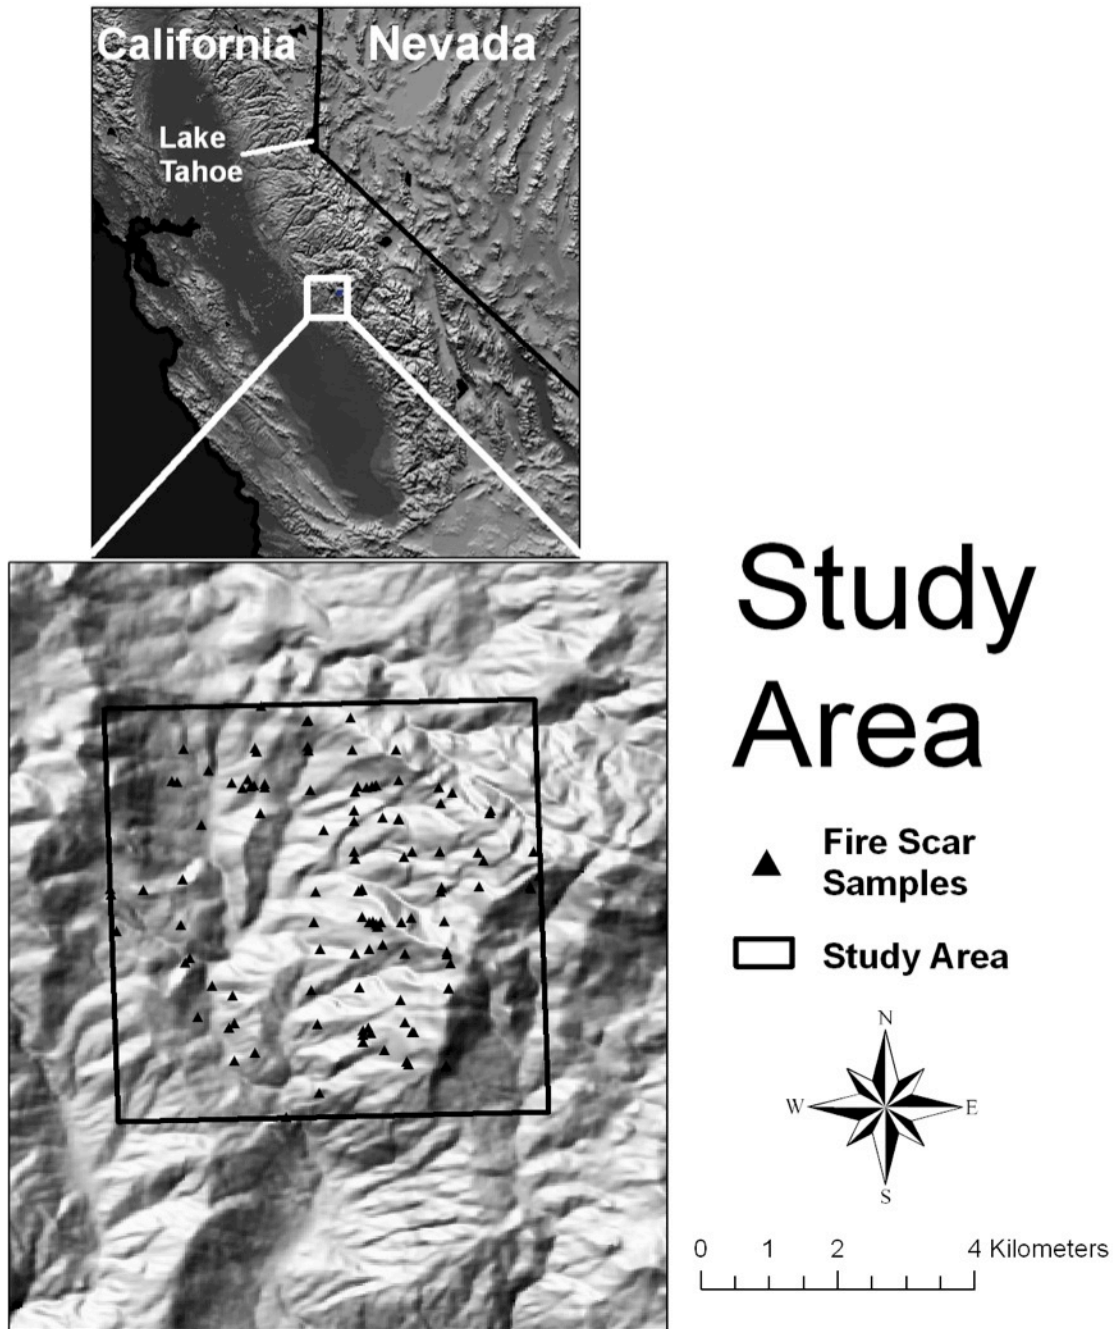 California Nevada
Lake
Tahoe
Study
Area
Fire Scar
Samples
Study Area
N
W E
S
0 1 2 4 Kilometers